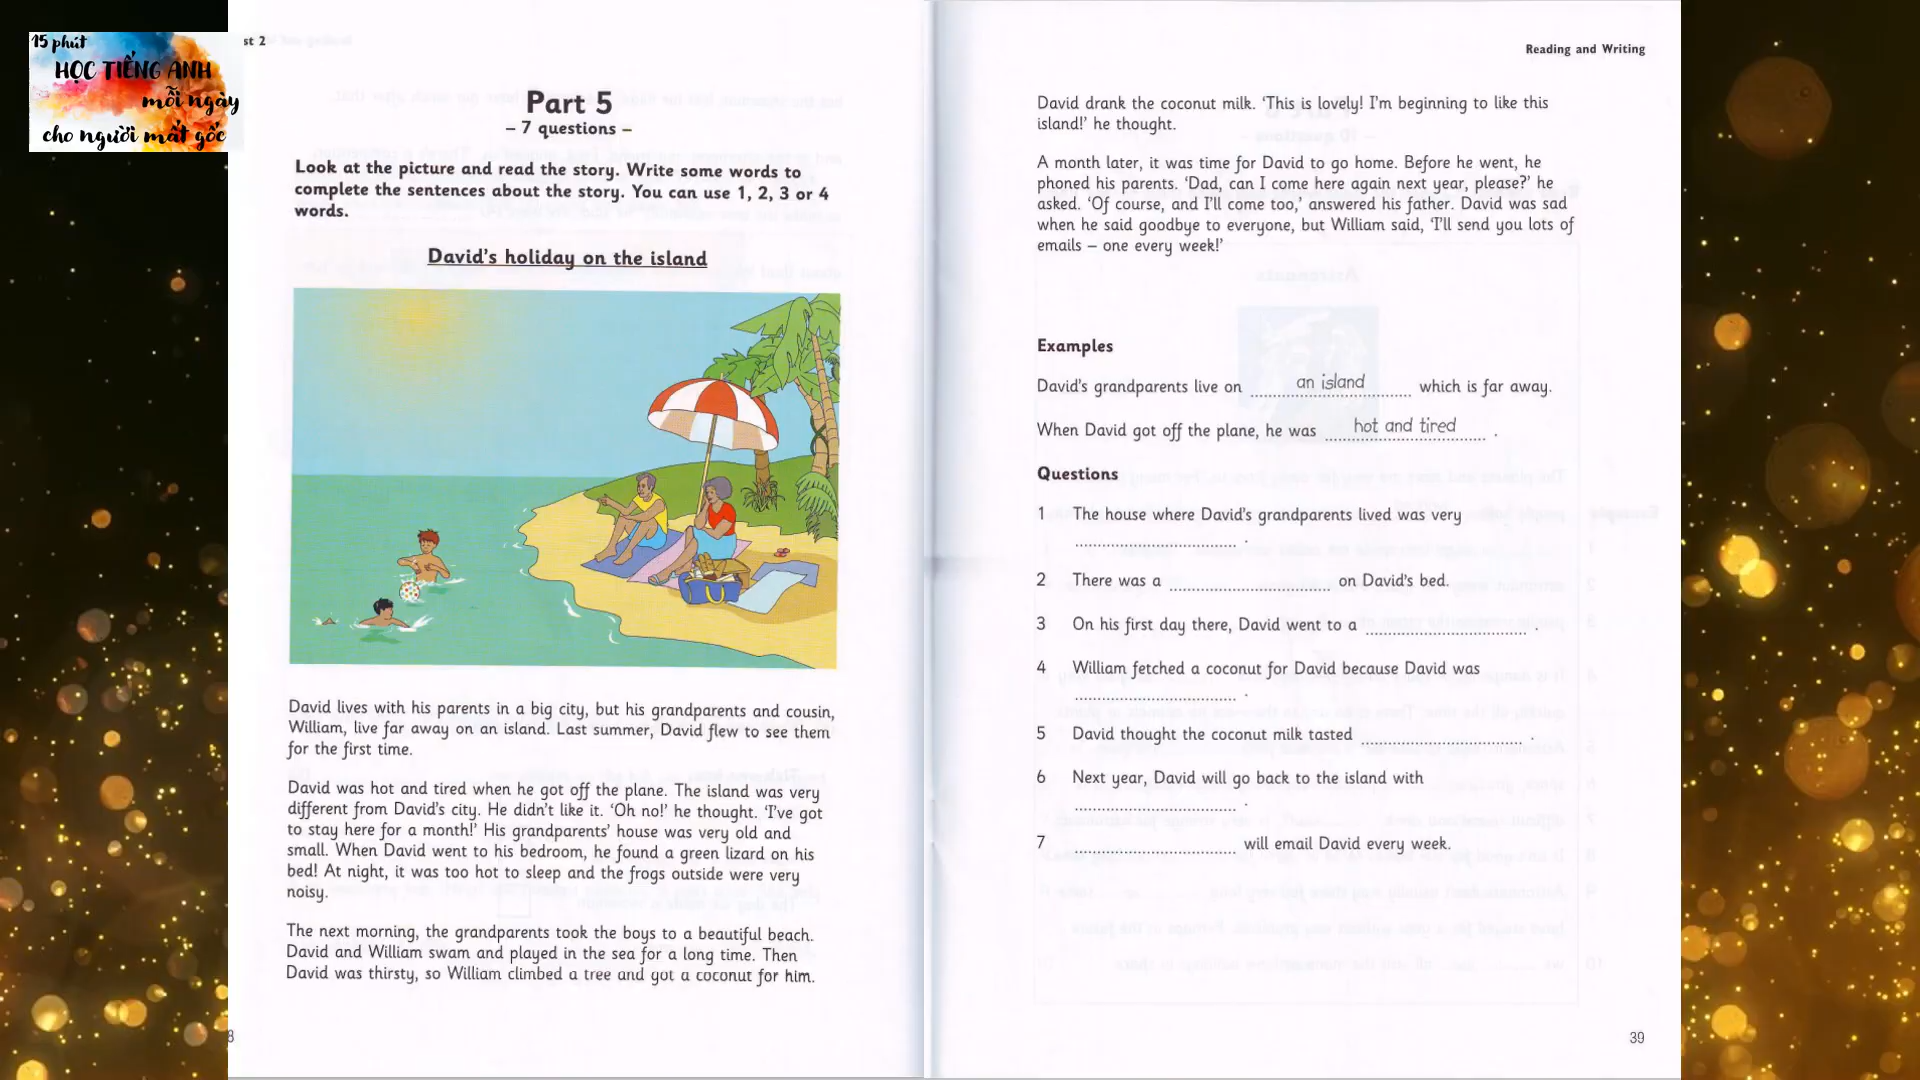 15 phút
HỌC TIẾNG ANH
mỗi ngày
cho người mất gốc
st 2
Part 5
– 7 questions –
Look at the picture and read the story. Write some words to
complete the sentences about the story. You can use 1, 2, 3 or 4
words.
David's holiday on the island
David lives with his parents in a big city, but his grandparents and cousin,
William, live far away on an island. Last summer, David flew to see them
for the first time.
David was hot and tired when he got off the plane. The island was very
different from David's city. He didn't like it. 'Oh no!' he thought. 'I've got
to stay here for a month!' His grandparents' house was very old and
small. When David went to his bedroom, he found a green lizard on his
bed! At night, it was too hot to sleep and the frogs outside were very
noisy.
The next morning, the grandparents took the boys to a beautiful beach.
David and William swam and played in the sea for a long time. Then
David was thirsty, so William climbed a tree and got a coconut for him.
8
Reading and Writing
David drank the coconut milk. 'This is lovely! I'm beginning to like this
island!' he thought.
A month later, it was time for David to go home. Before he went, he
phoned his parents. 'Dad, can I come here again next year, please?' he
asked. 'Of course, and I'll come too,' answered his father. David was sad
when he said goodbye to everyone, but William said, 'I'll send you lots of
emails – one every week!'
Examples
David's grandparents live on an island which is far away.
When David got off the plane, he was hot and tired .
Questions
1 The house where David's grandparents lived was very
.......................................... .
2 There was a .......................................... on David's bed.
3 On his first day there, David went to a .......................................... .
4 William fetched a coconut for David because David was
.......................................... .
5 David thought the coconut milk tasted .......................................... .
6 Next year, David will go back to the island with
.......................................... .
7 .......................................... will email David every week.
39